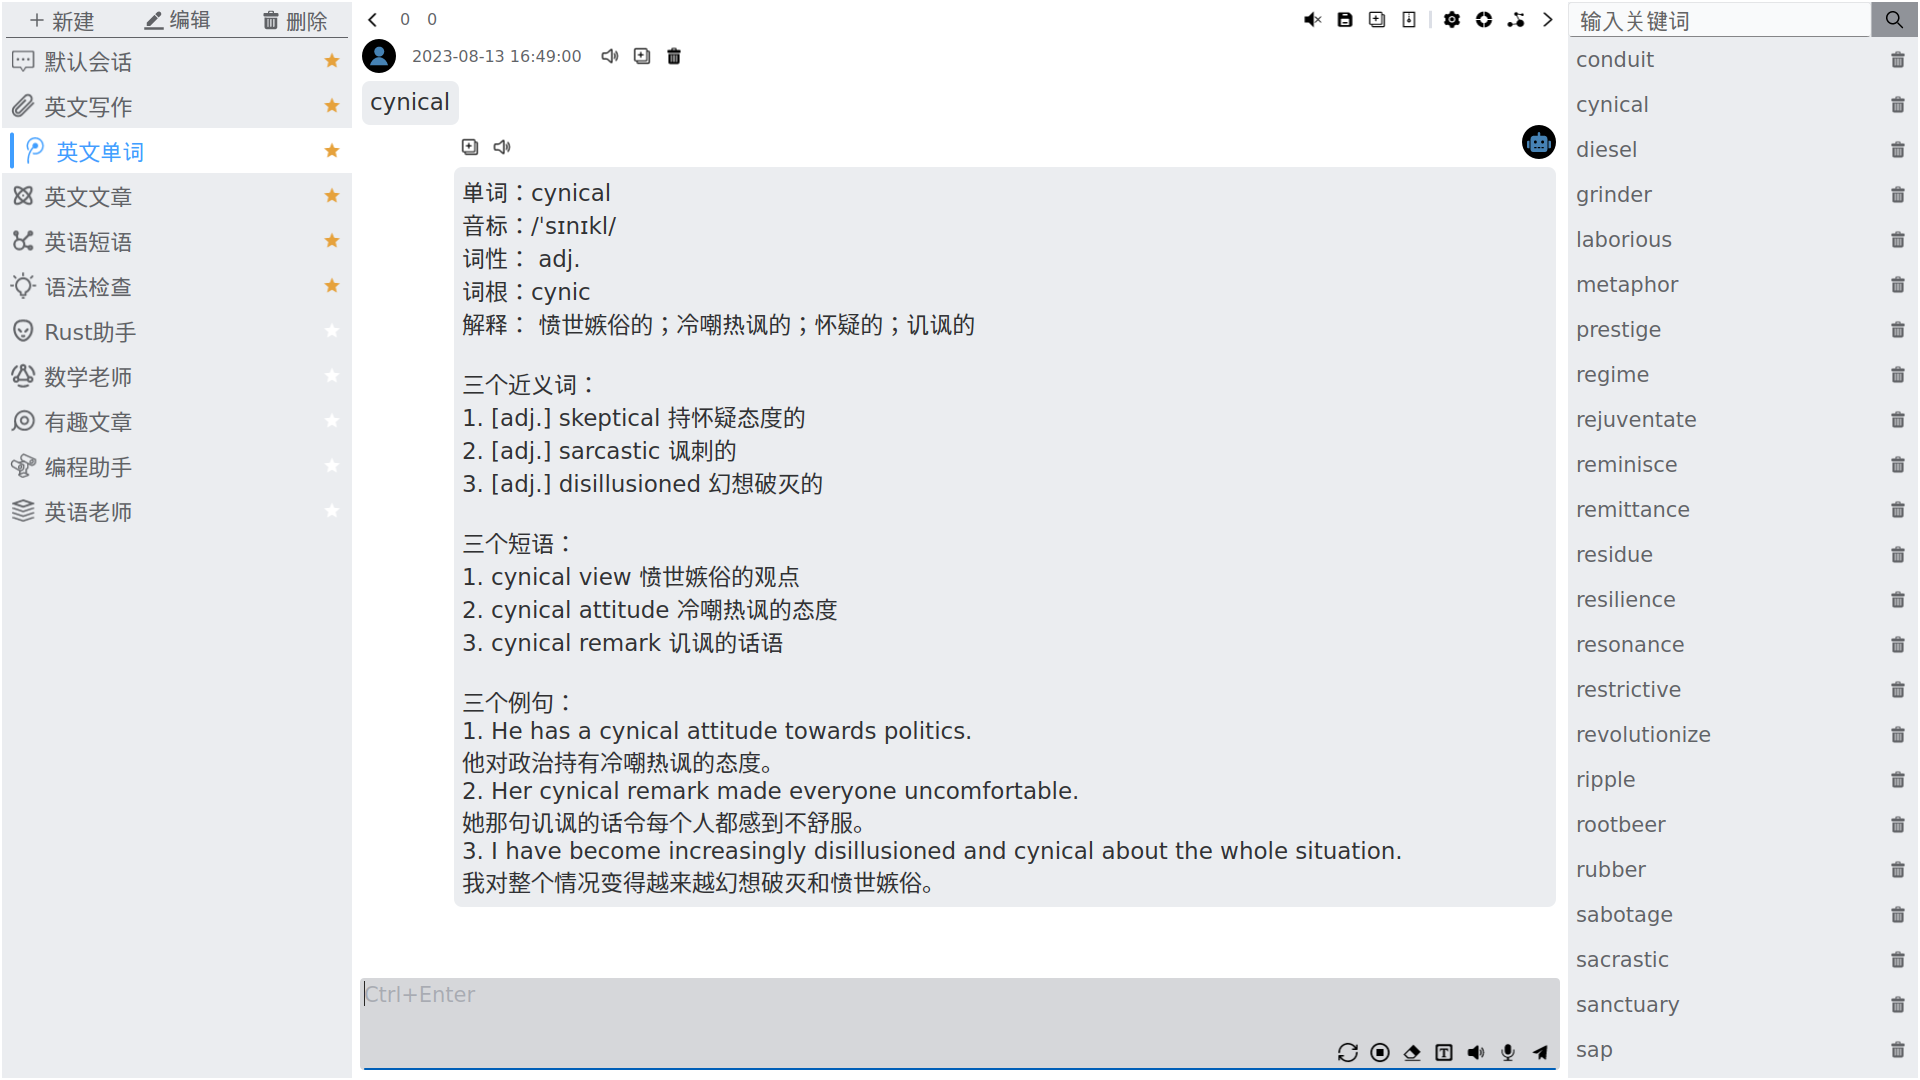 新建 编辑 删除
默认会话
英文写作
英文单词
英文文章
英语短语
语法检查
Rust助手
数学老师
有趣文章
编程助手
英语老师
0 0
2023-08-13 16:49:00
cynical
单词：cynical
音标：/ˈsɪnɪkl/
词性： adj.
词根：cynic
解释： 愤世嫉俗的；冷嘲热讽的；怀疑的；讥讽的
三个近义词：
1. [adj.] skeptical 持怀疑态度的
2. [adj.] sarcastic 讽刺的
3. [adj.] disillusioned 幻想破灭的
三个短语：
1. cynical view 愤世嫉俗的观点
2. cynical attitude 冷嘲热讽的态度
3. cynical remark 讥讽的话语
三个例句：
1. He has a cynical attitude towards politics.
他对政治持有冷嘲热讽的态度。
2. Her cynical remark made everyone uncomfortable.
她那句讥讽的话令每个人都感到不舒服。
3. I have become increasingly disillusioned and cynical about the whole situation.
我对整个情况变得越来越幻想破灭和愤世嫉俗。
Ctrl+Enter
输入关键词
conduit
cynical
diesel
grinder
laborious
metaphor
prestige
regime
rejuventate
reminisce
remittance
residue
resilience
resonance
restrictive
revolutionize
ripple
rootbeer
rubber
sabotage
sacrastic
sanctuary
sap